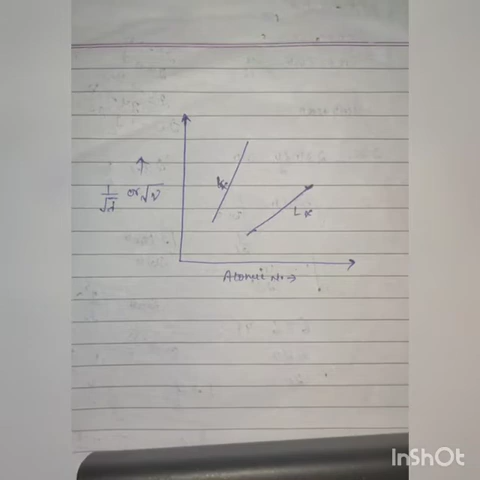 ↑
1/√λ or √ν
Kα
Lα
Atomic No →
InShOt